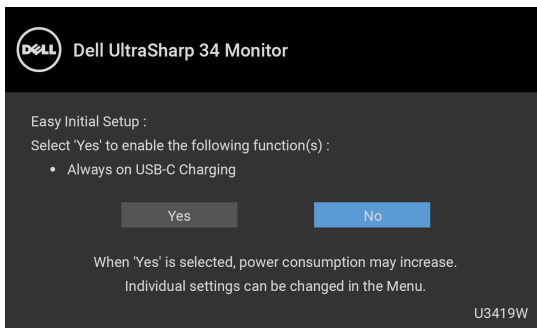 DELL
Dell UltraSharp 34 Monitor
Easy Initial Setup :
Select 'Yes' to enable the following function(s) :
• Always on USB-C Charging
Yes No
When 'Yes' is selected, power consumption may increase.
Individual settings can be changed in the Menu.
U3419W